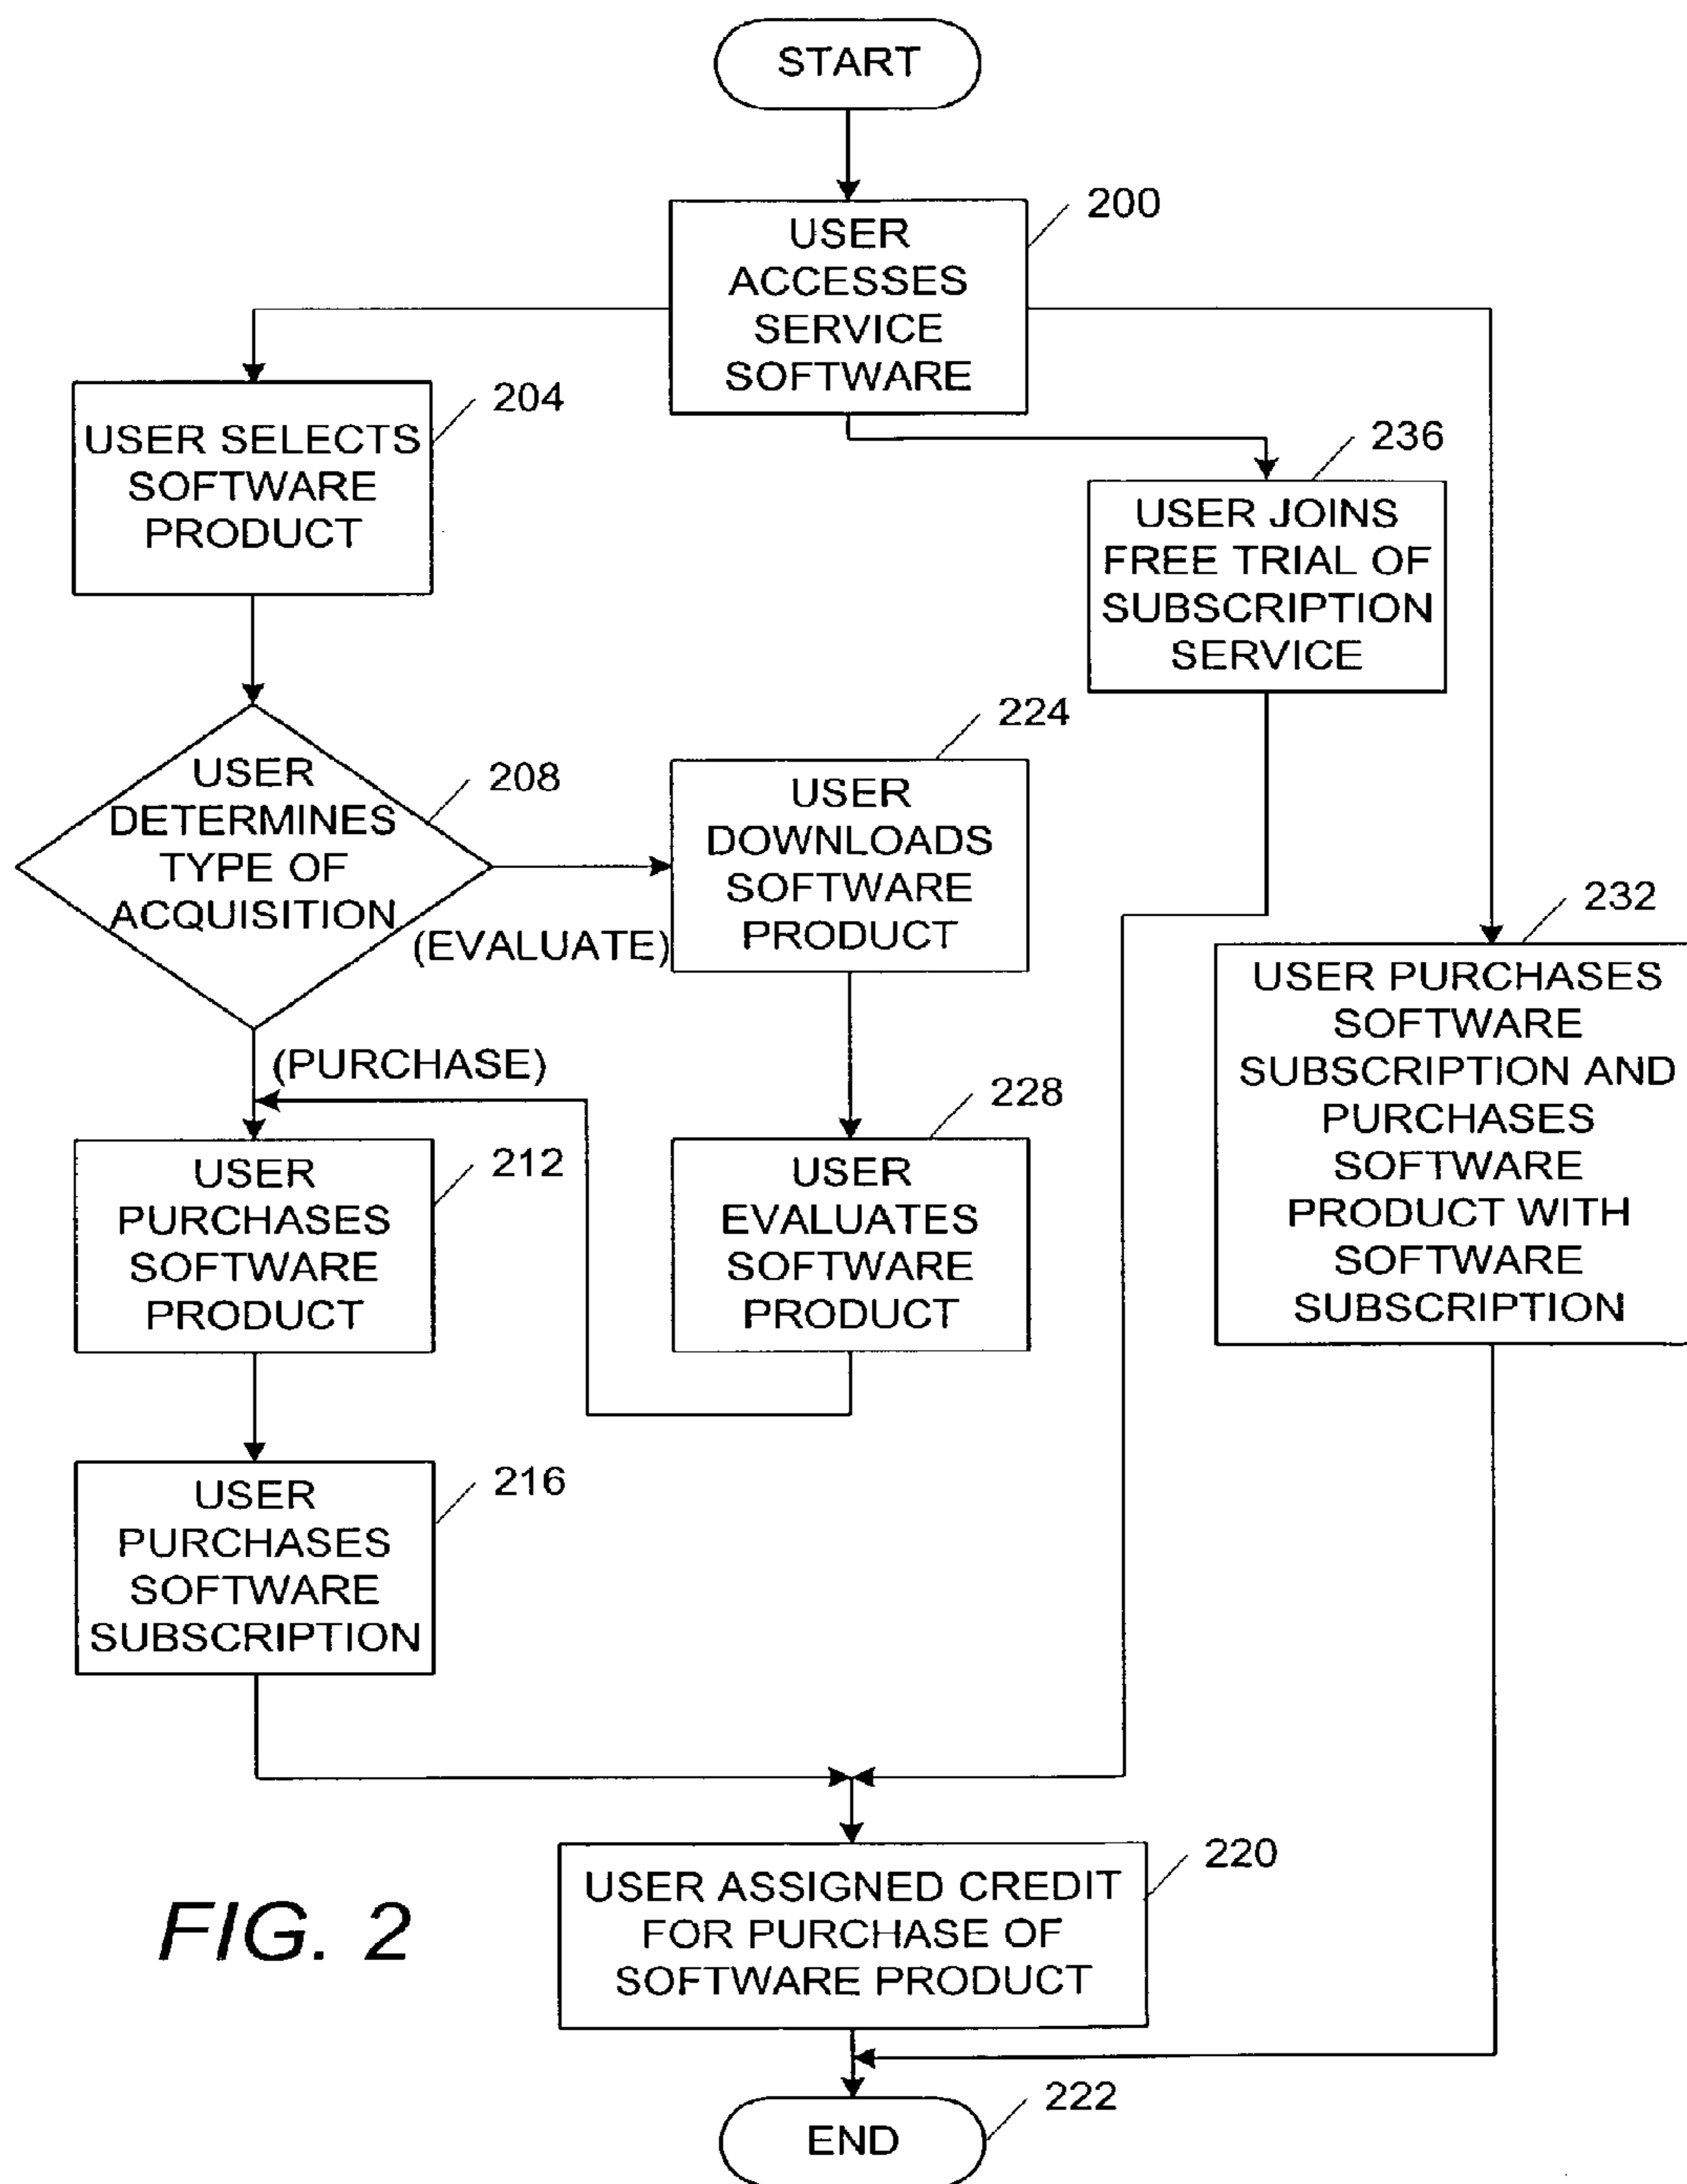 START
200
USER
ACCESSES
SERVICE
SOFTWARE
204
USER SELECTS
SOFTWARE
PRODUCT
236
USER JOINS
FREE TRIAL OF
SUBSCRIPTION
SERVICE
208
USER
DETERMINES
TYPE OF
ACQUISITION
(EVALUATE)
(PURCHASE)
224
USER
DOWNLOADS
SOFTWARE
PRODUCT
232
USER PURCHASES
SOFTWARE
SUBSCRIPTION AND
PURCHASES
SOFTWARE
PRODUCT WITH
SOFTWARE
SUBSCRIPTION
212
USER
PURCHASES
SOFTWARE
PRODUCT
228
USER
EVALUATES
SOFTWARE
PRODUCT
216
USER
PURCHASES
SOFTWARE
SUBSCRIPTION
220
USER ASSIGNED CREDIT
FOR PURCHASE OF
SOFTWARE PRODUCT
FIG. 2
222
END